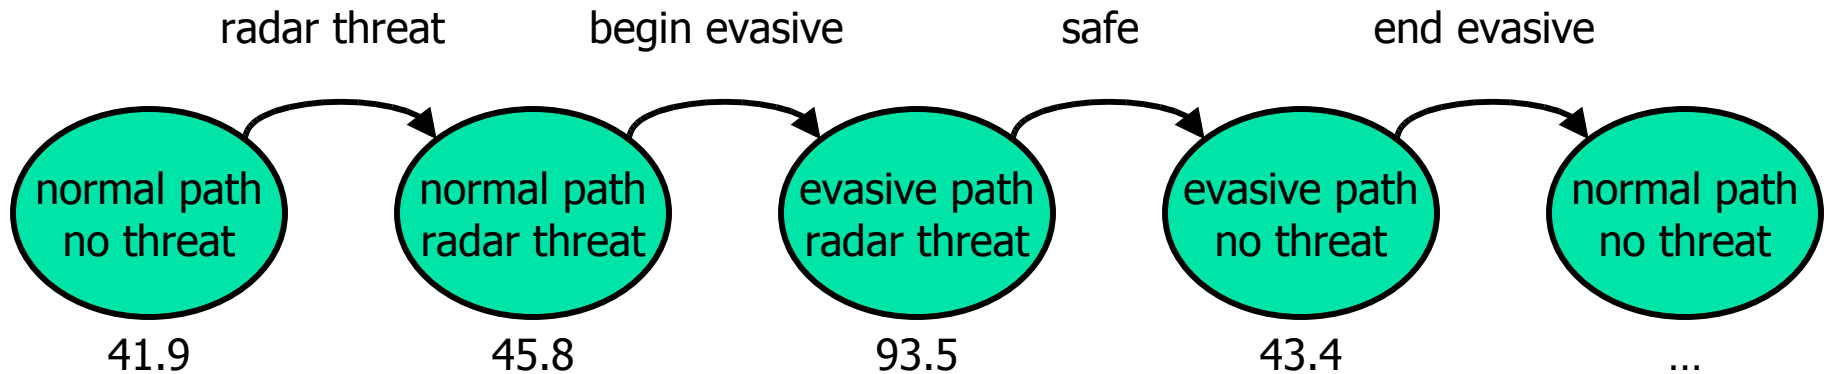 radar threat begin evasive safe end evasive
normal path
no threat
normal path
radar threat
evasive path
radar threat
evasive path
no threat
normal path
no threat
41.9 45.8 93.5 43.4 ...